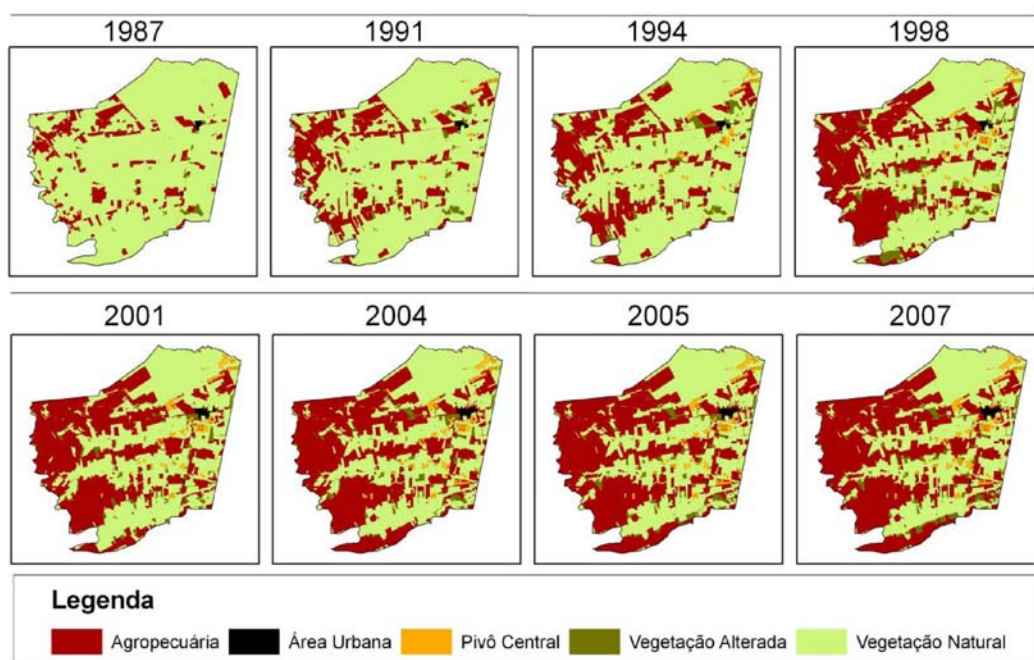 1987
1991
1994
1998
2001
2004
2005
2007
Legenda
Agropecuária
Área Urbana
Pivô Central
Vegetação Alterada
Vegetação Natural